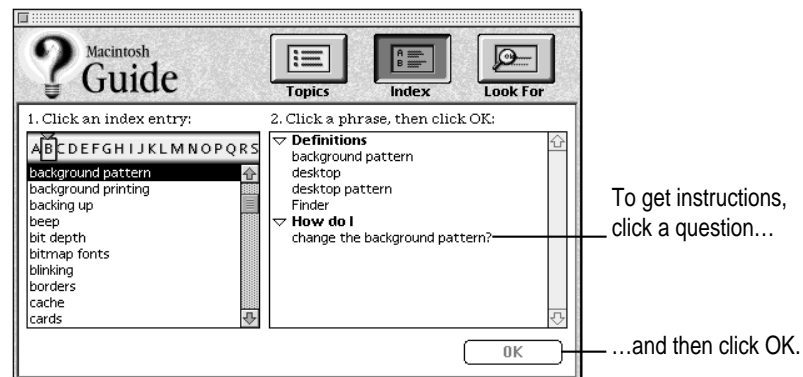 Macintosh
Guide
Topics
Index
Look For
1. Click an index entry:
2. Click a phrase, then click OK:
A B C D E F G H I J K L M N O P Q R S
background pattern
background printing
backing up
beep
bit depth
bitmap fonts
blinking
borders
cache
cards
Definitions
background pattern
desktop
desktop pattern
Finder
How do I
change the background pattern?
OK
To get instructions,
click a question…
…and then click OK.